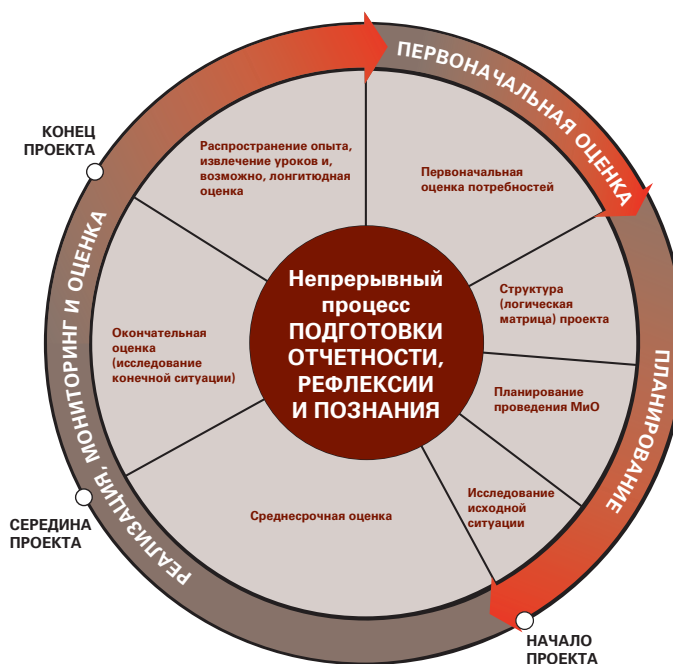 ПЕРВОНАЧАЛЬНАЯ ОЦЕНКА
КОНЕЦ
ПРОЕКТА
Распространение опыта,
извлечение уроков и,
возможно, лонгитюдная
оценка
Первоначальная
оценка потребностей
Непрерывный
процесс
ПОДГОТОВКИ
ОТЧЕТНОСТИ,
РЕФЛЕКСИИ
И ПОЗНАНИЯ
Структура
(логическая
матрица) проекта
Окончательная
оценка
(исследование
конечной ситуации)
Планирование
проведения МиО
ПЛАНИРОВАНИЕ
РЕАЛИЗАЦИЯ, МОНИТОРИНГ И ОЦЕНКА
Исследование
исходной
ситуации
Среднесрочная оценка
СЕРЕДИНА
ПРОЕКТА
НАЧАЛО
ПРОЕКТА